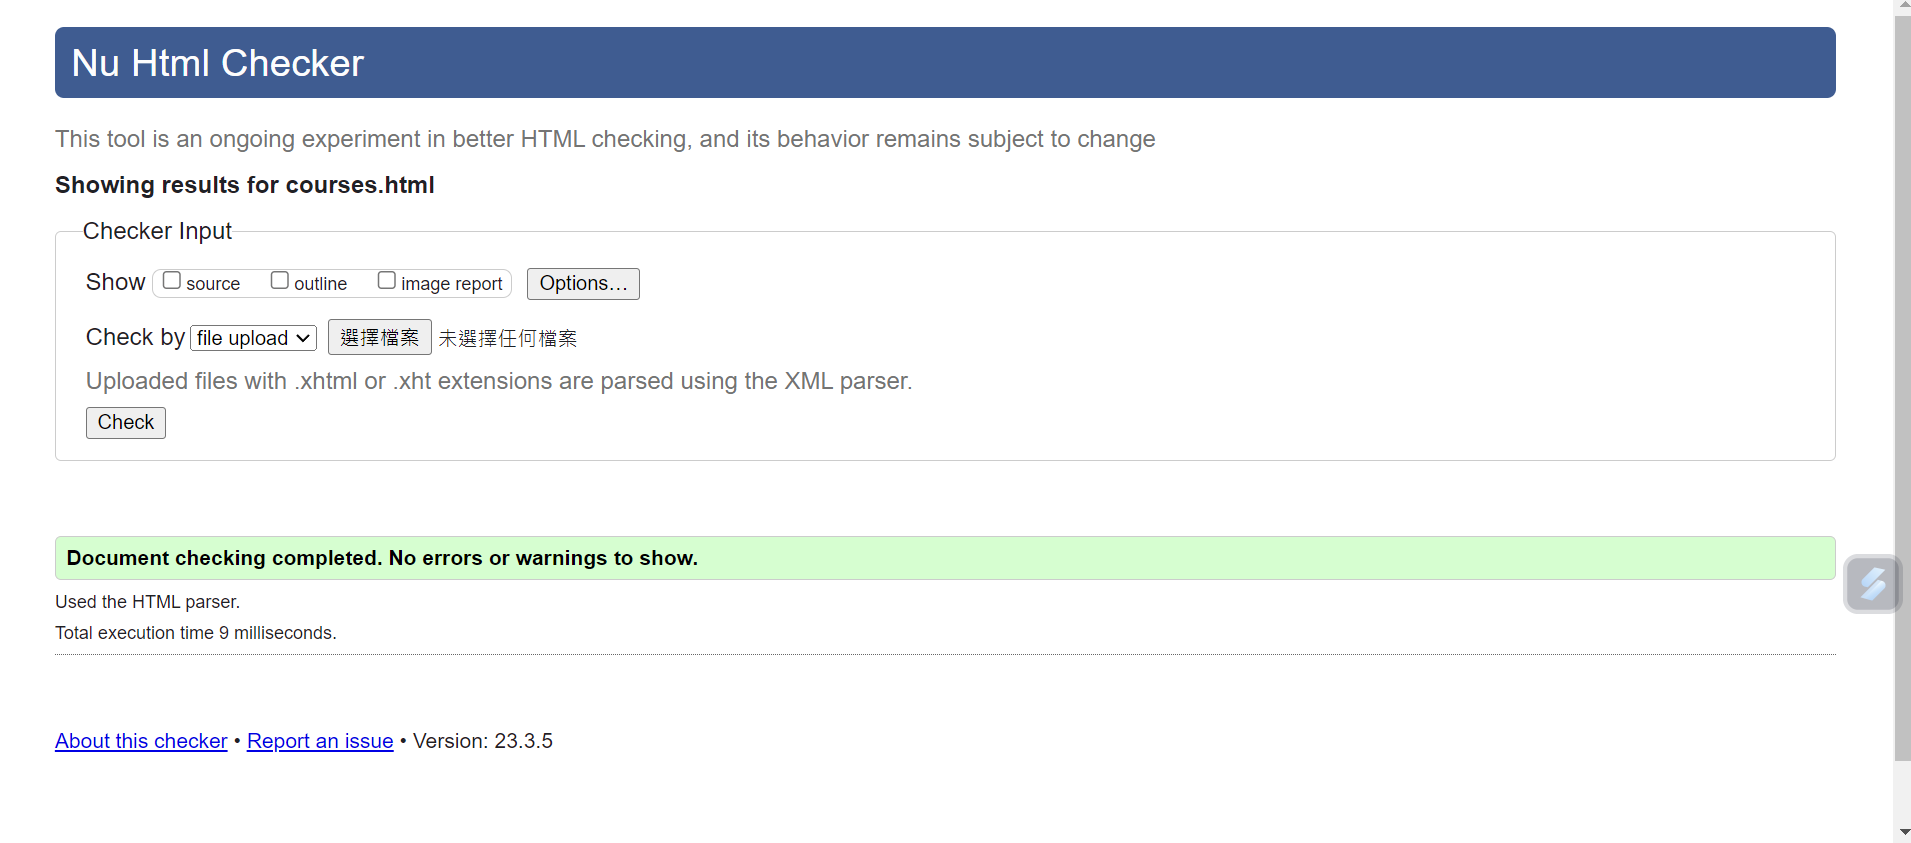 Nu Html Checker
This tool is an ongoing experiment in better HTML checking, and its behavior remains subject to change
Showing results for courses.html
Checker Input
Show source outline image report Options...
Check by file upload 選擇檔案 未選擇任何檔案
Uploaded files with .xhtml or .xht extensions are parsed using the XML parser.
Check
Document checking completed. No errors or warnings to show.
Used the HTML parser.
Total execution time 9 milliseconds.
About this checker • Report an issue • Version: 23.3.5